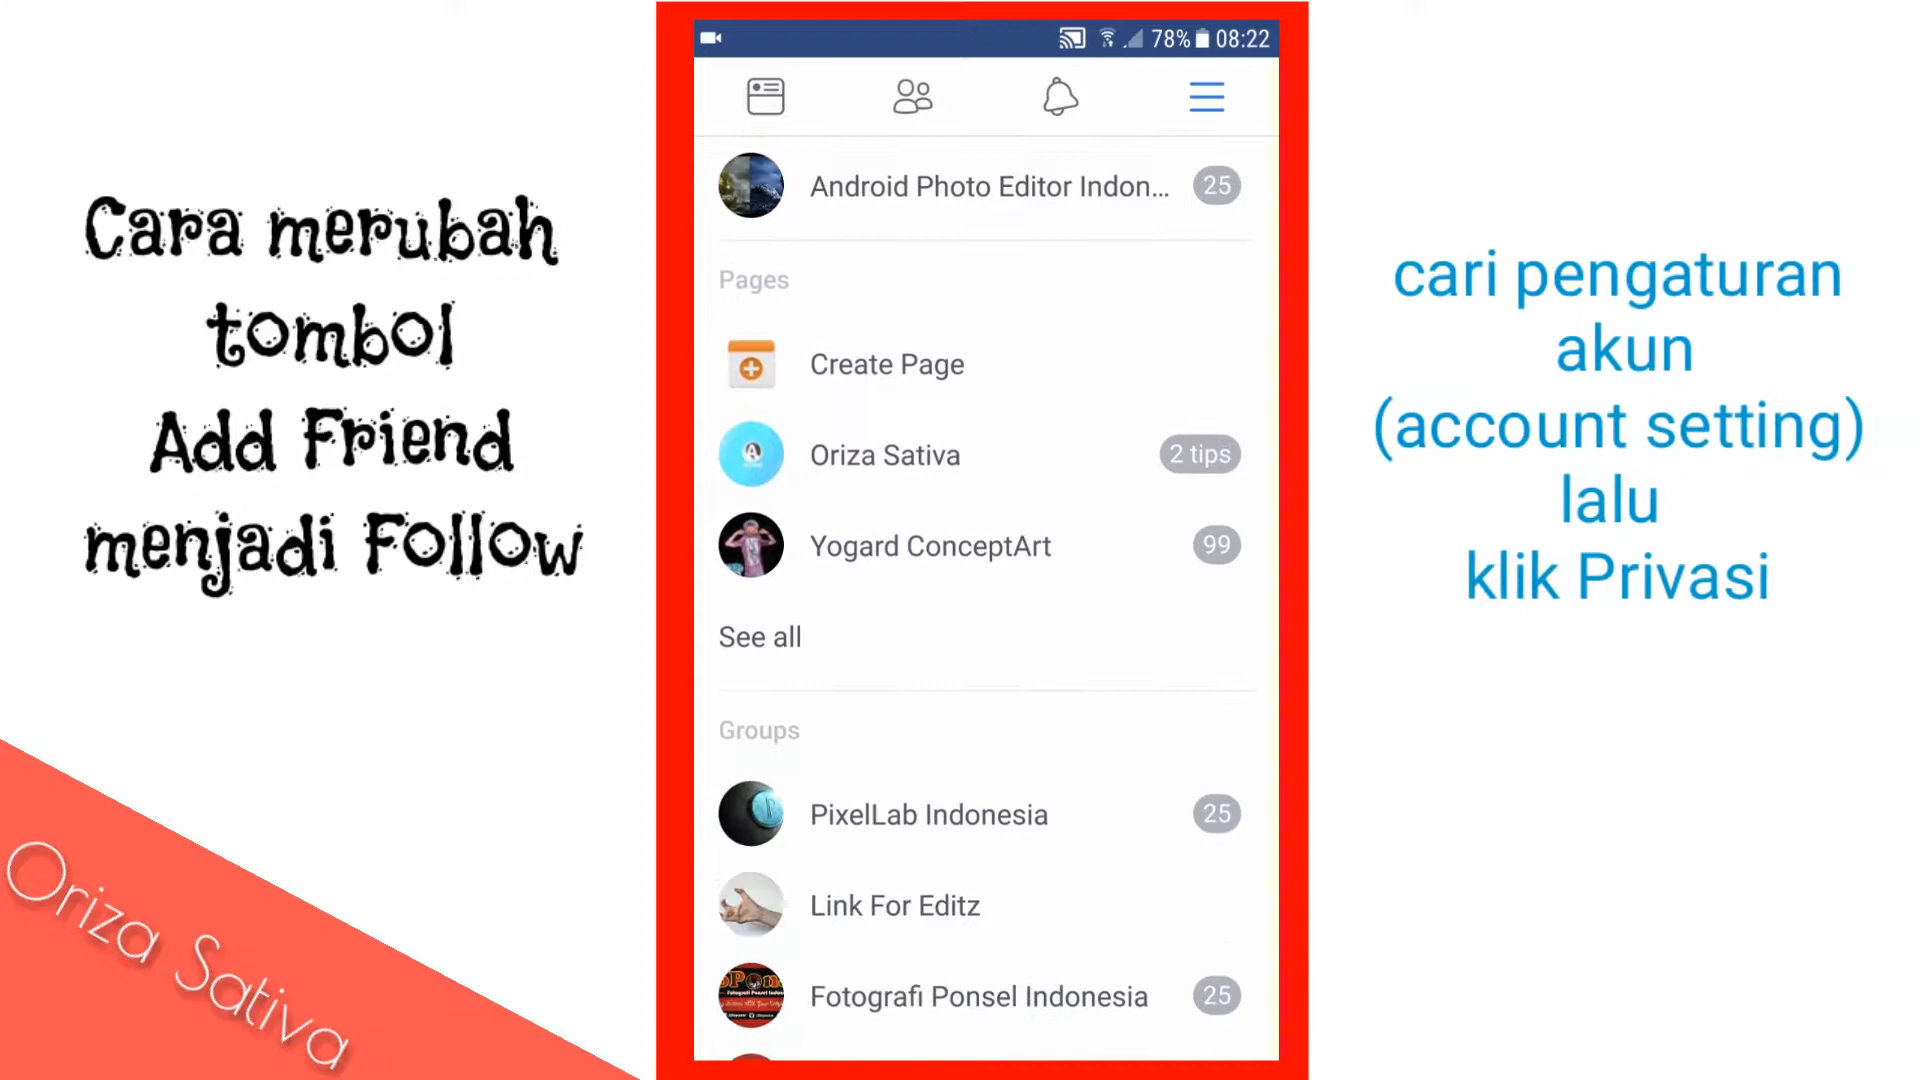 Cara merubah
tombol
Add Friend
menjadi Follow
Oriza Sativa
78% 08:22
Android Photo Editor Indon... 25
Pages
Create Page
Oriza Sativa 2 tips
Yogard ConceptArt 99
See all
Groups
PixelLab Indonesia 25
Link For Editz
Fotografi Ponsel Indonesia 25
cari pengaturan
akun
(account setting)
lalu
klik Privasi